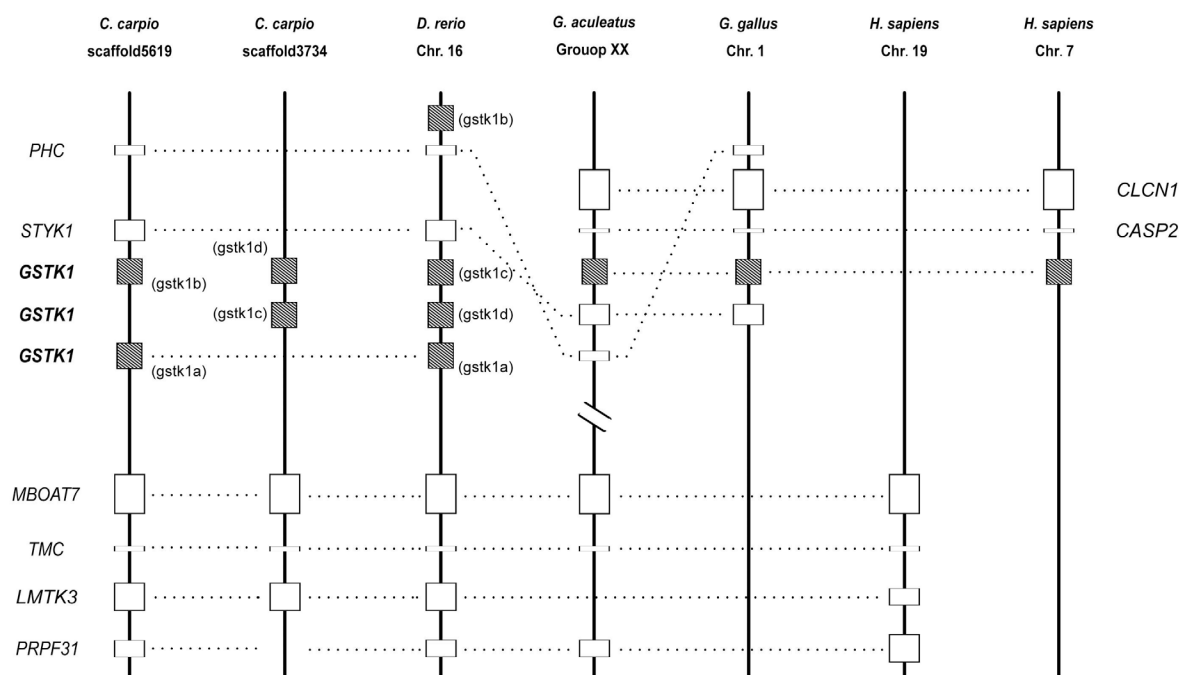 C. carpio C. carpio D. rerio G. aculeatus G. gallus H. sapiens H. sapiens
scaffold5619 scaffold3734 Chr. 16 Grouop XX Chr. 1 Chr. 19 Chr. 7
(gstk1b)
PHC
CLCN1
STYK1 CASP2
(gstk1d)
GSTK1 (gstk1b) (gstk1c)
GSTK1 (gstk1c) (gstk1d)
GSTK1 (gstk1a) (gstk1a)
MBOAT7
TMC
LMTK3
PRPF31